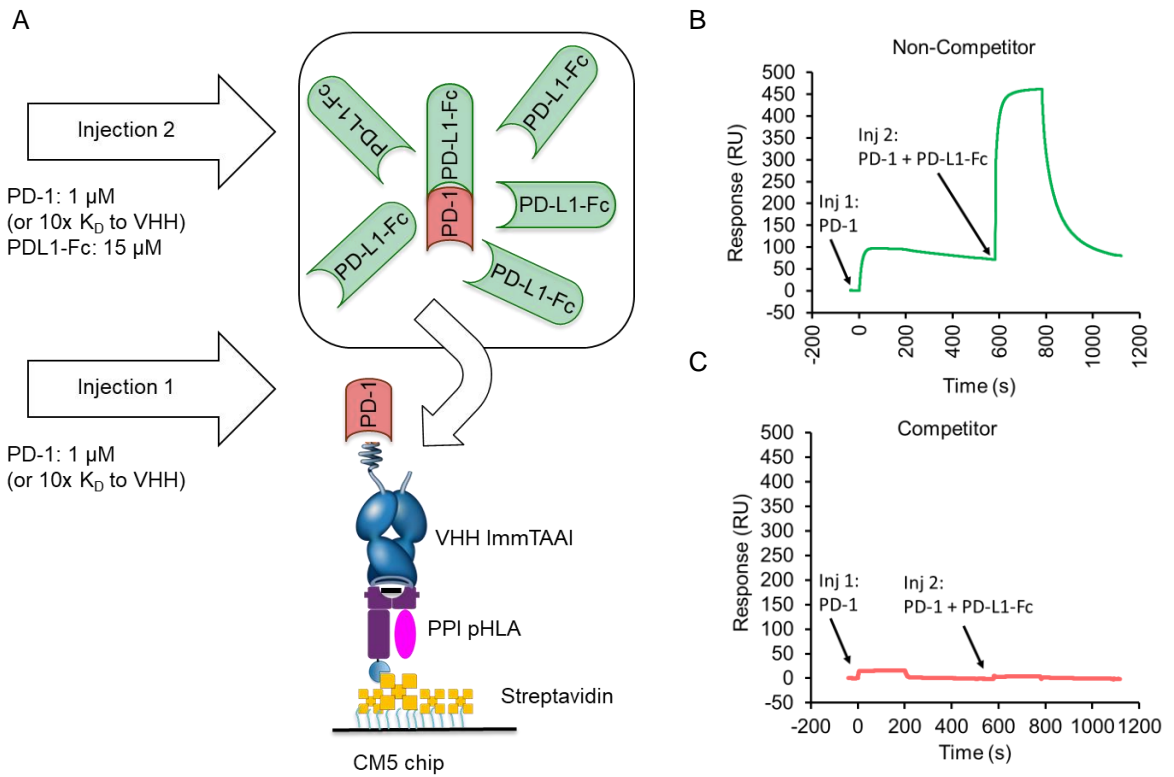 A
Injection 2
PD-1: 1 µM
(or 10x KD to VHH)
PDL1-Fc: 15 µM
PD-L1-Fc
PD-L1-Fc
PD-L1-Fc
PD-L1-Fc
PD-L1-Fc
PD-L1-Fc
PD-1
Injection 1
PD-1: 1 µM
(or 10x KD to VHH)
PD-1
VHH ImmTAAI
PPI pHLA
Streptavidin
CM5 chip
B
Non-Competitor
Response (RU)
500
450
400
350
300
250
200
150
100
50
0
-50
Inj 1:
PD-1
Inj 2:
PD-1 + PD-L1-Fc
-200
0
200
400
600
800
1000
1200
Time (s)
C
Competitor
Response (RU)
500
450
400
350
300
250
200
150
100
50
0
-50
Inj 1:
PD-1
Inj 2:
PD-1 + PD-L1-Fc
-200
0
200
400
600
800
1000
1200
Time (s)